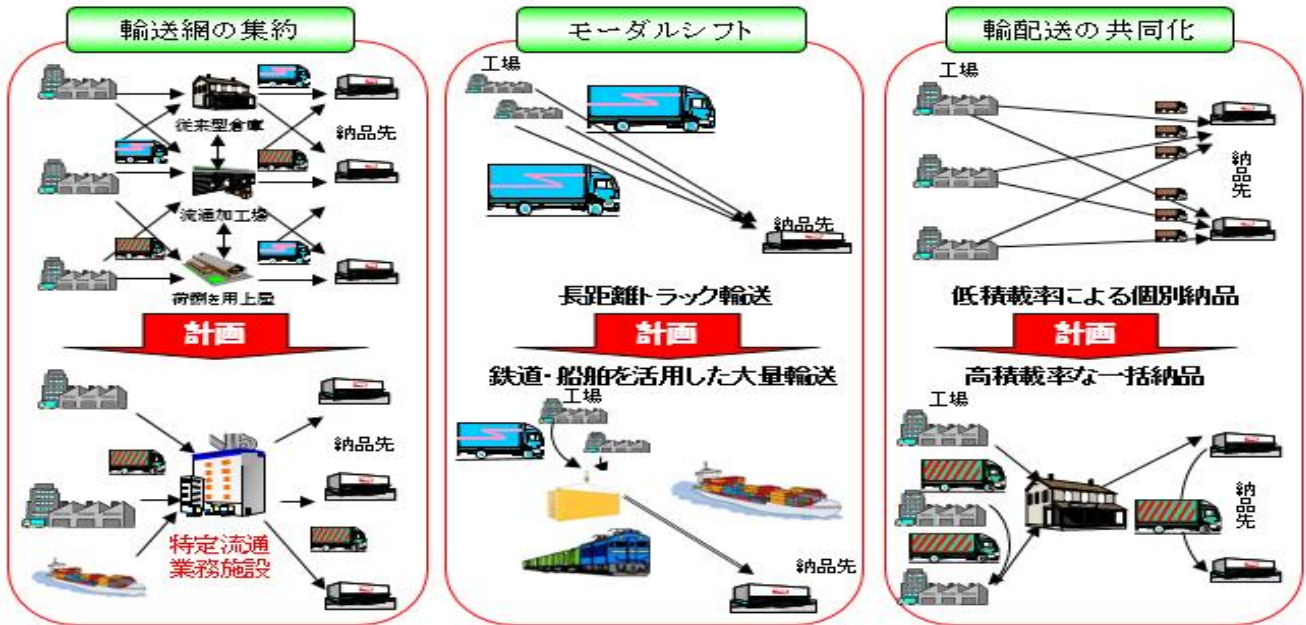 輸送網の集約
従来型倉庫
納品先
流通加工場
荷捌き用上屋
計画
納品先
特定流通
業務施設
モーダルシフト
工場
納品先
長距離トラック輸送
計画
鉄道・船舶を活用した大量輸送
工場
納品先
輸配送の共同化
工場
納品先
低積載率による個別納品
計画
高積載率な一括納品
工場
納品先